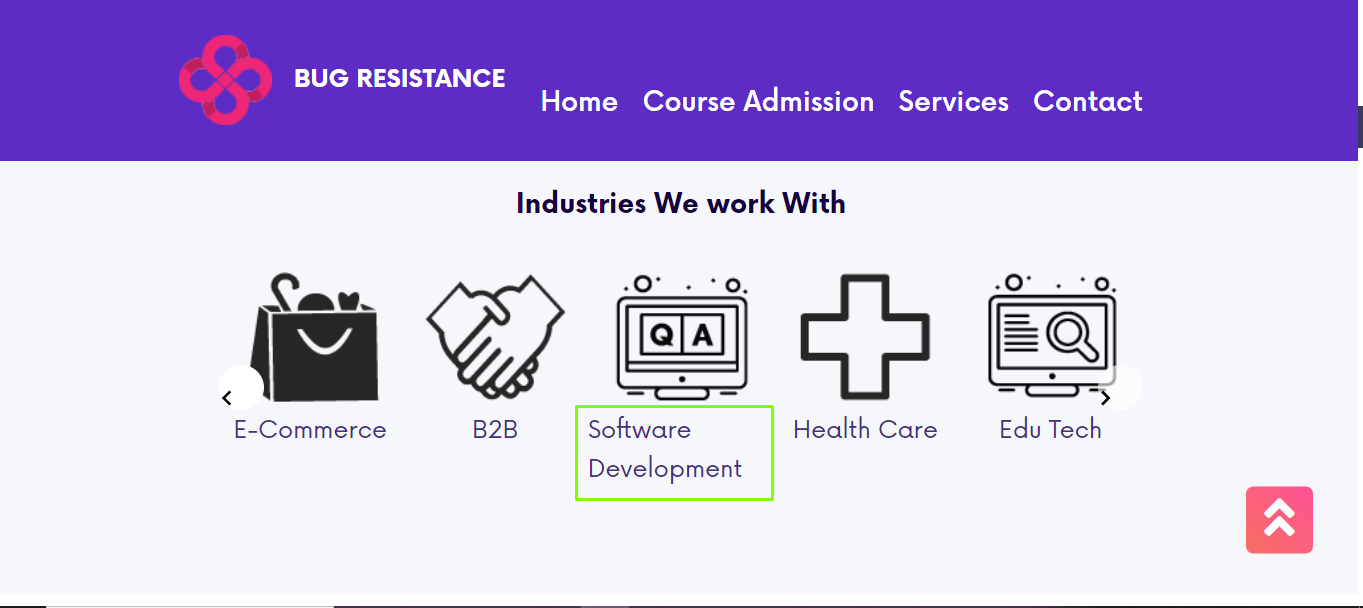 BUG RESISTANCE
Home Course Admission Services Contact
Industries We work With
Q A
E-Commerce B2B Software Development Health Care Edu Tech